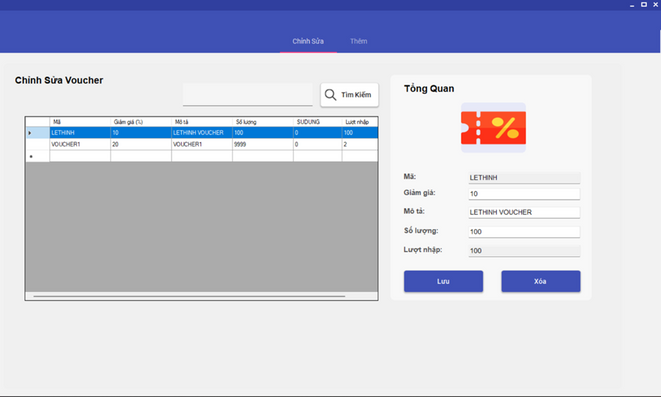 Chỉnh Sửa Thêm
Chỉnh Sửa Voucher
Tìm Kiếm
Mã Giảm giá (%) Mô tả Số lượng SUDUNG Lượt nhập
LETHINH 10 LETHINH VOUCHER 100 0 100
VOUCHER1 20 VOUCHER1 9999 0 2
Tổng Quan
%
Mã: LETHINH
Giảm giá: 10
Mô tả: LETHINH VOUCHER
Số lượng: 100
Lượt nhập: 100
Lưu Xóa